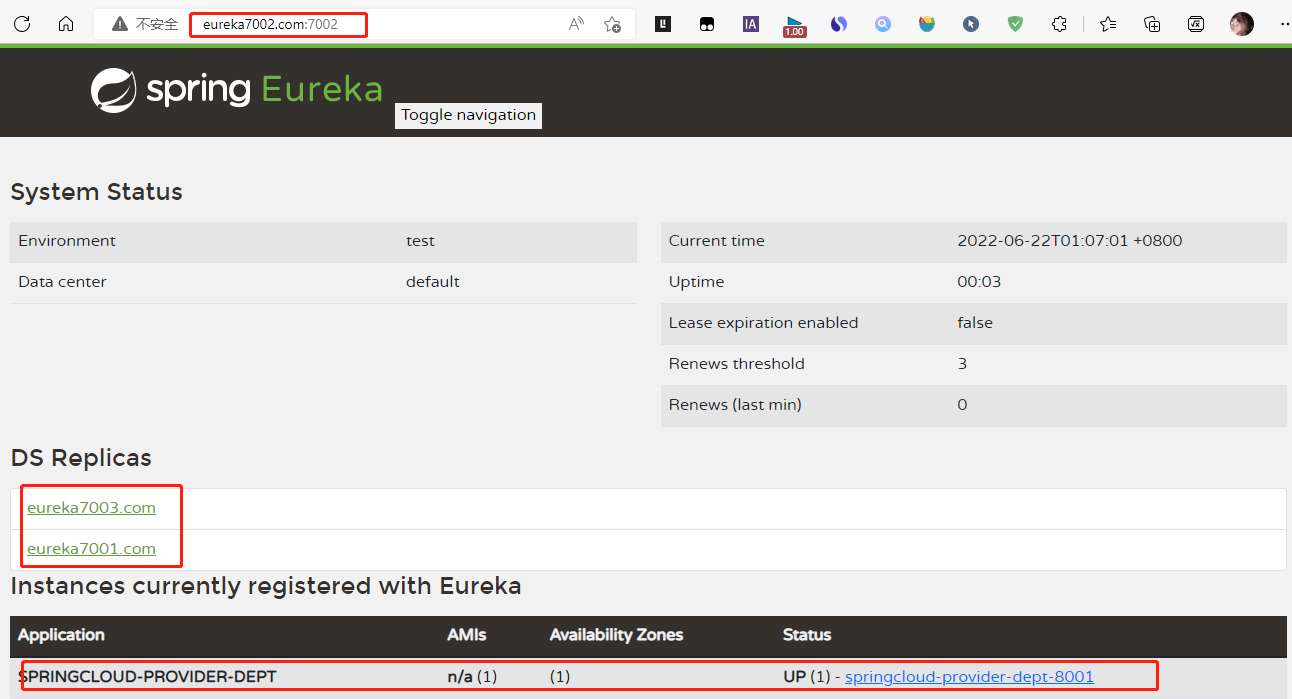 不安全 eureka7002.com:7002 A 1.00
spring Eureka
Toggle navigation
System Status
Environment test Current time 2022-06-22T01:07:01 +0800
Data center default Uptime 00:03
Lease expiration enabled false
Renews threshold 3
Renews (last min) 0
DS Replicas
eureka7003.com
eureka7001.com
Instances currently registered with Eureka
Application AMIs Availability Zones Status
SPRINGCLOUD-PROVIDER-DEPT n/a (1) (1) UP (1) - springcloud-provider-dept-8001